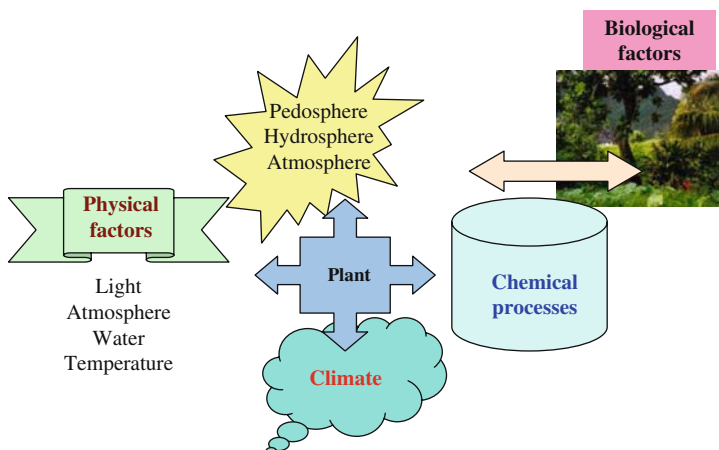 Biological
factors
Pedosphere
Hydrosphere
Atmosphere
Physical
factors
Light
Atmosphere
Water
Temperature
Plant
Chemical
processes
Climate